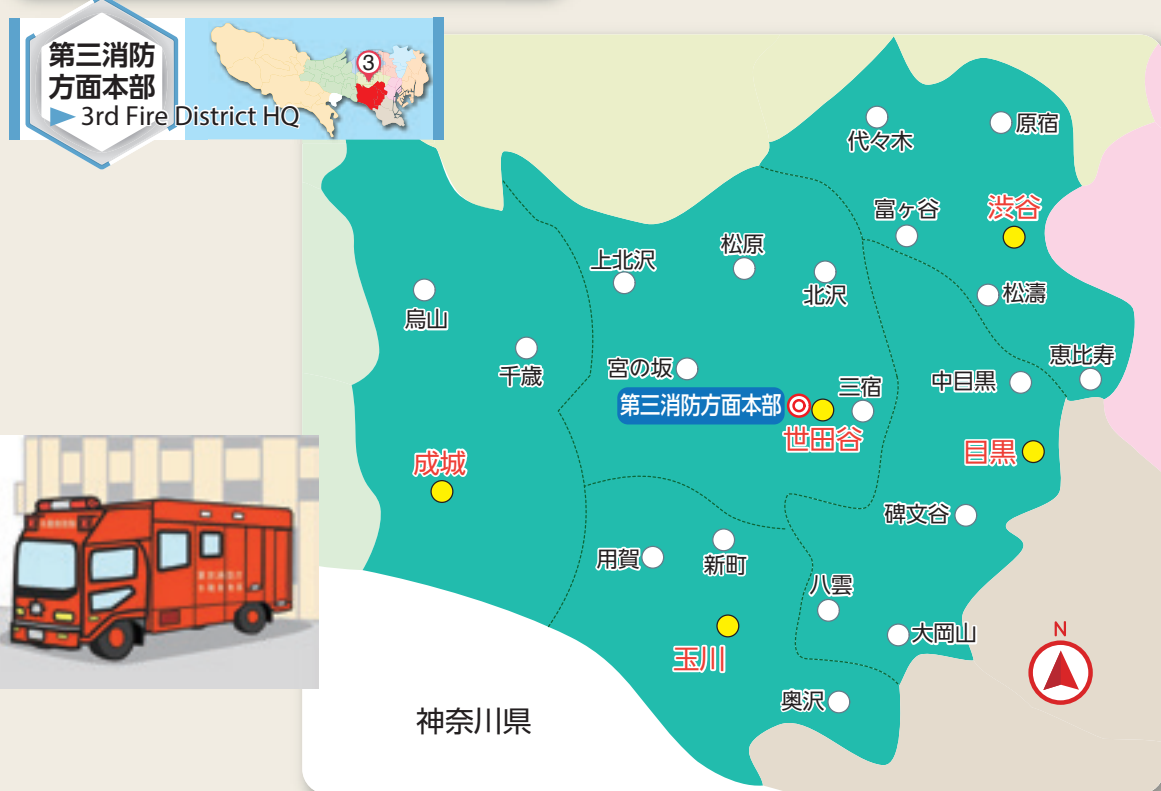 第三消防
方面本部
3rd Fire District HQ
3
代々木
原宿
富ヶ谷
渋谷
松原
上北沢
北沢
松濤
烏山
千歳
宮の坂
恵比寿
中目黒
三宿
第三消防方面本部
世田谷
目黒
成城
碑文谷
用賀
新町
八雲
大岡山
玉川
奥沢
神奈川県
N